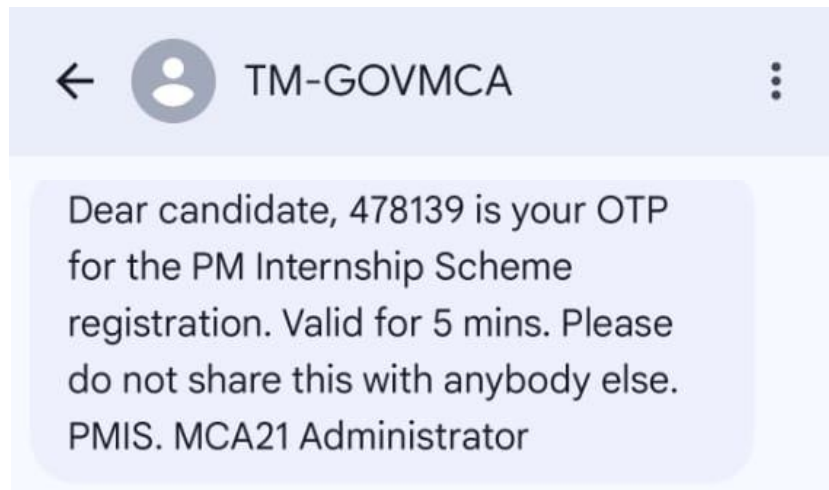 TM-GOVMCA
Dear candidate, 478139 is your OTP
for the PM Internship Scheme
registration. Valid for 5 mins. Please
do not share this with anybody else.
PMIS. MCA21 Administrator